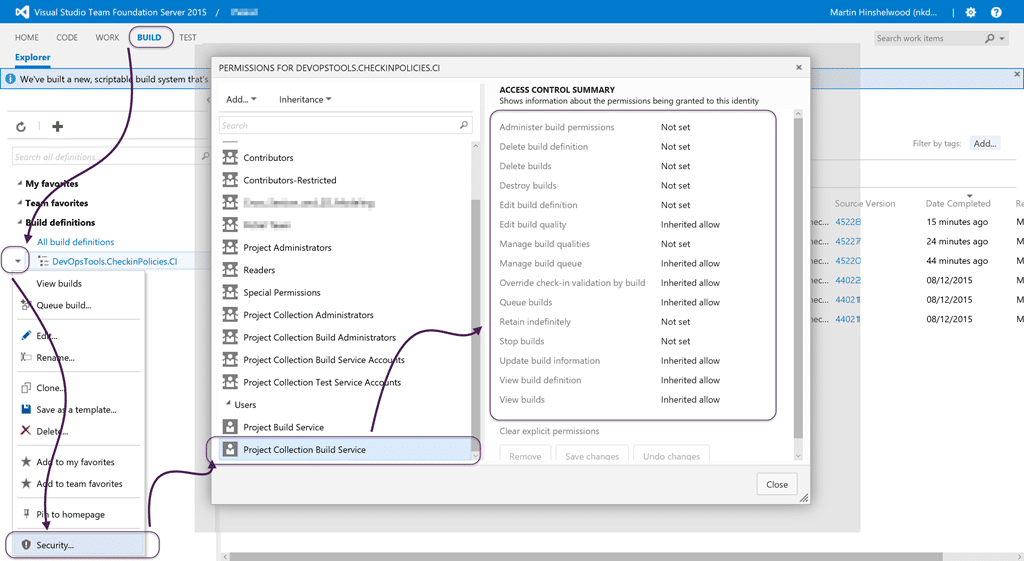 Visual Studio Team Foundation Server 2015 /
Martin Hinshelwood (nkd...
HOME CODE WORK BUILD TEST
Search work items
Explorer
We've built a new, scriptable build system that's
Search all definitions...
My favorites
Team favorites
Build definitions
All build definitions
DevOpsTools.CheckinPolicies.CI
View builds
Queue build...
Edit...
Rename...
Clone...
Save as a template...
Delete...
Add to my favorites
Add to team favorites
Pin to homepage
Security...
PERMISSIONS FOR DEVOPSTOOLS.CHECKINPOLICIES.CI
Add... Inheritance
Search
Contributors
Contributors-Restricted
Project Administrators
Readers
Special Permissions
Project Collection Administrators
Project Collection Build Administrators
Project Collection Build Service Accounts
Project Collection Test Service Accounts
Users
Project Build Service
Project Collection Build Service
ACCESS CONTROL SUMMARY
Shows information about the permissions being granted to this identity
Administer build permissions Not set
Delete build definition Not set
Delete builds Not set
Destroy builds Not set
Edit build definition Not set
Edit build quality Inherited allow
Manage build qualities Not set
Manage build queue Inherited allow
Override check-in validation by build Inherited allow
Queue builds Inherited allow
Retain indefinitely Not set
Stop builds Not set
Update build information Inherited allow
View build definition Inherited allow
View builds Inherited allow
Clear explicit permissions
Remove Save changes Undo changes
Close
Filter by tags: Add...
Source Version Date Completed Re
hec... 45228 15 minutes ago M
hec... 45227 24 minutes ago M
hec... 45220 44 minutes ago M
hec... 44022 08/12/2015 M
hec... 44021 08/12/2015 M
hec... 44018 08/12/2015 M